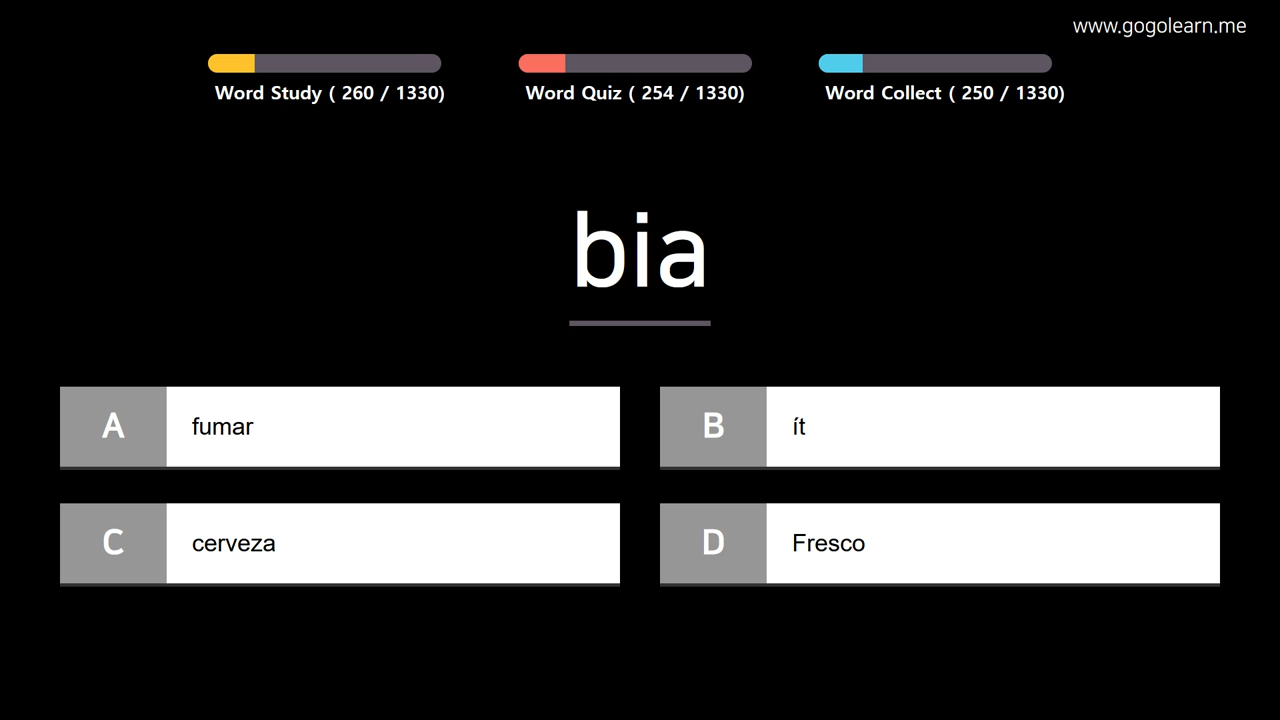 www.gogolearn.me
Word Study ( 260 / 1330)
Word Quiz ( 254 / 1330)
Word Collect ( 250 / 1330)
bia
A fumar
B ít
C cerveza
D Fresco